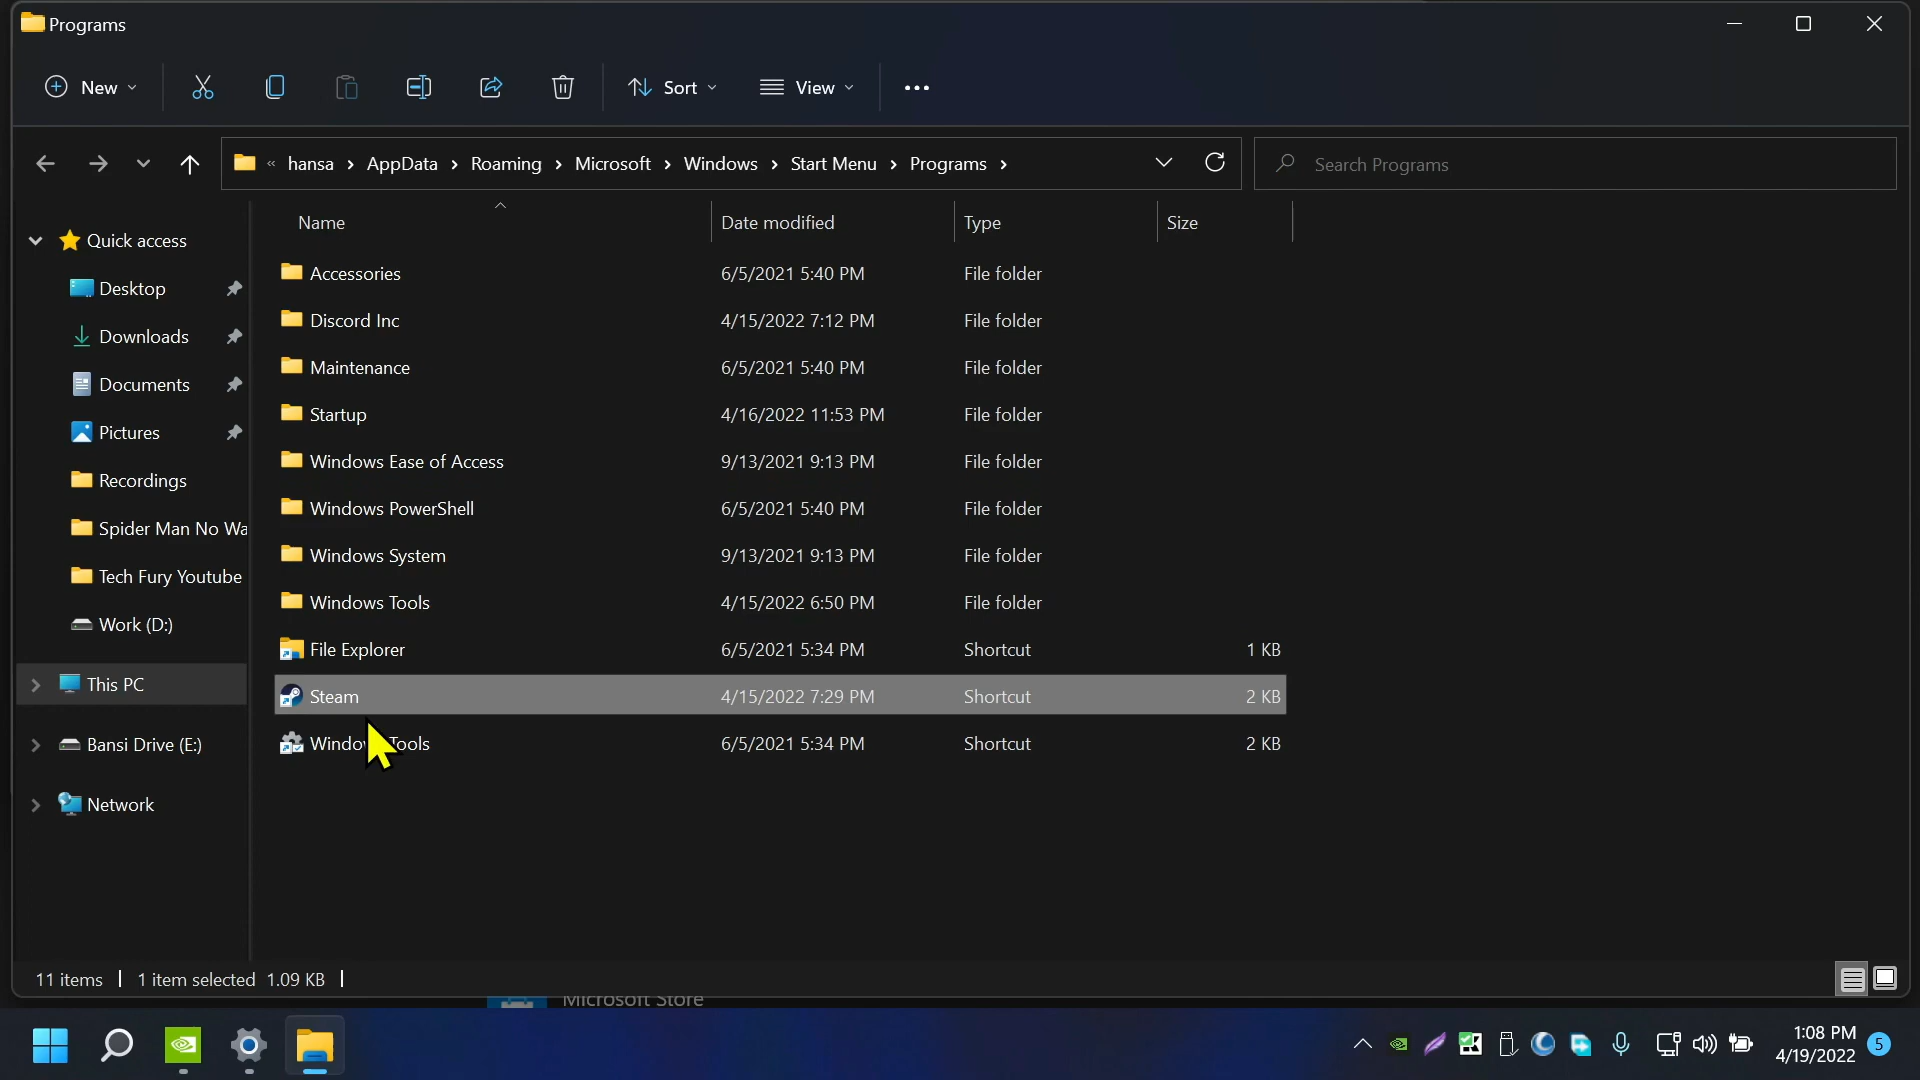 Programs
New
Sort
View
« hansa > AppData > Roaming > Microsoft > Windows > Start Menu > Programs >
Search Programs
Name Date modified Type Size
Quick access
Desktop
Downloads
Documents
Pictures
Recordings
Spider Man No Wa
Tech Fury Youtube
Work (D:)
This PC
Bansi Drive (E:)
Network
Accessories 6/5/2021 5:40 PM File folder
Discord Inc 4/15/2022 7:12 PM File folder
Maintenance 6/5/2021 5:40 PM File folder
Startup 4/16/2022 11:53 PM File folder
Windows Ease of Access 9/13/2021 9:13 PM File folder
Windows PowerShell 6/5/2021 5:40 PM File folder
Windows System 9/13/2021 9:13 PM File folder
Windows Tools 4/15/2022 6:50 PM File folder
File Explorer 6/5/2021 5:34 PM Shortcut 1 KB
Steam 4/15/2022 7:29 PM Shortcut 2 KB
Windows Tools 6/5/2021 5:34 PM Shortcut 2 KB
11 items 1 item selected 1.09 KB
Microsoft Store
1:08 PM
4/19/2022
5